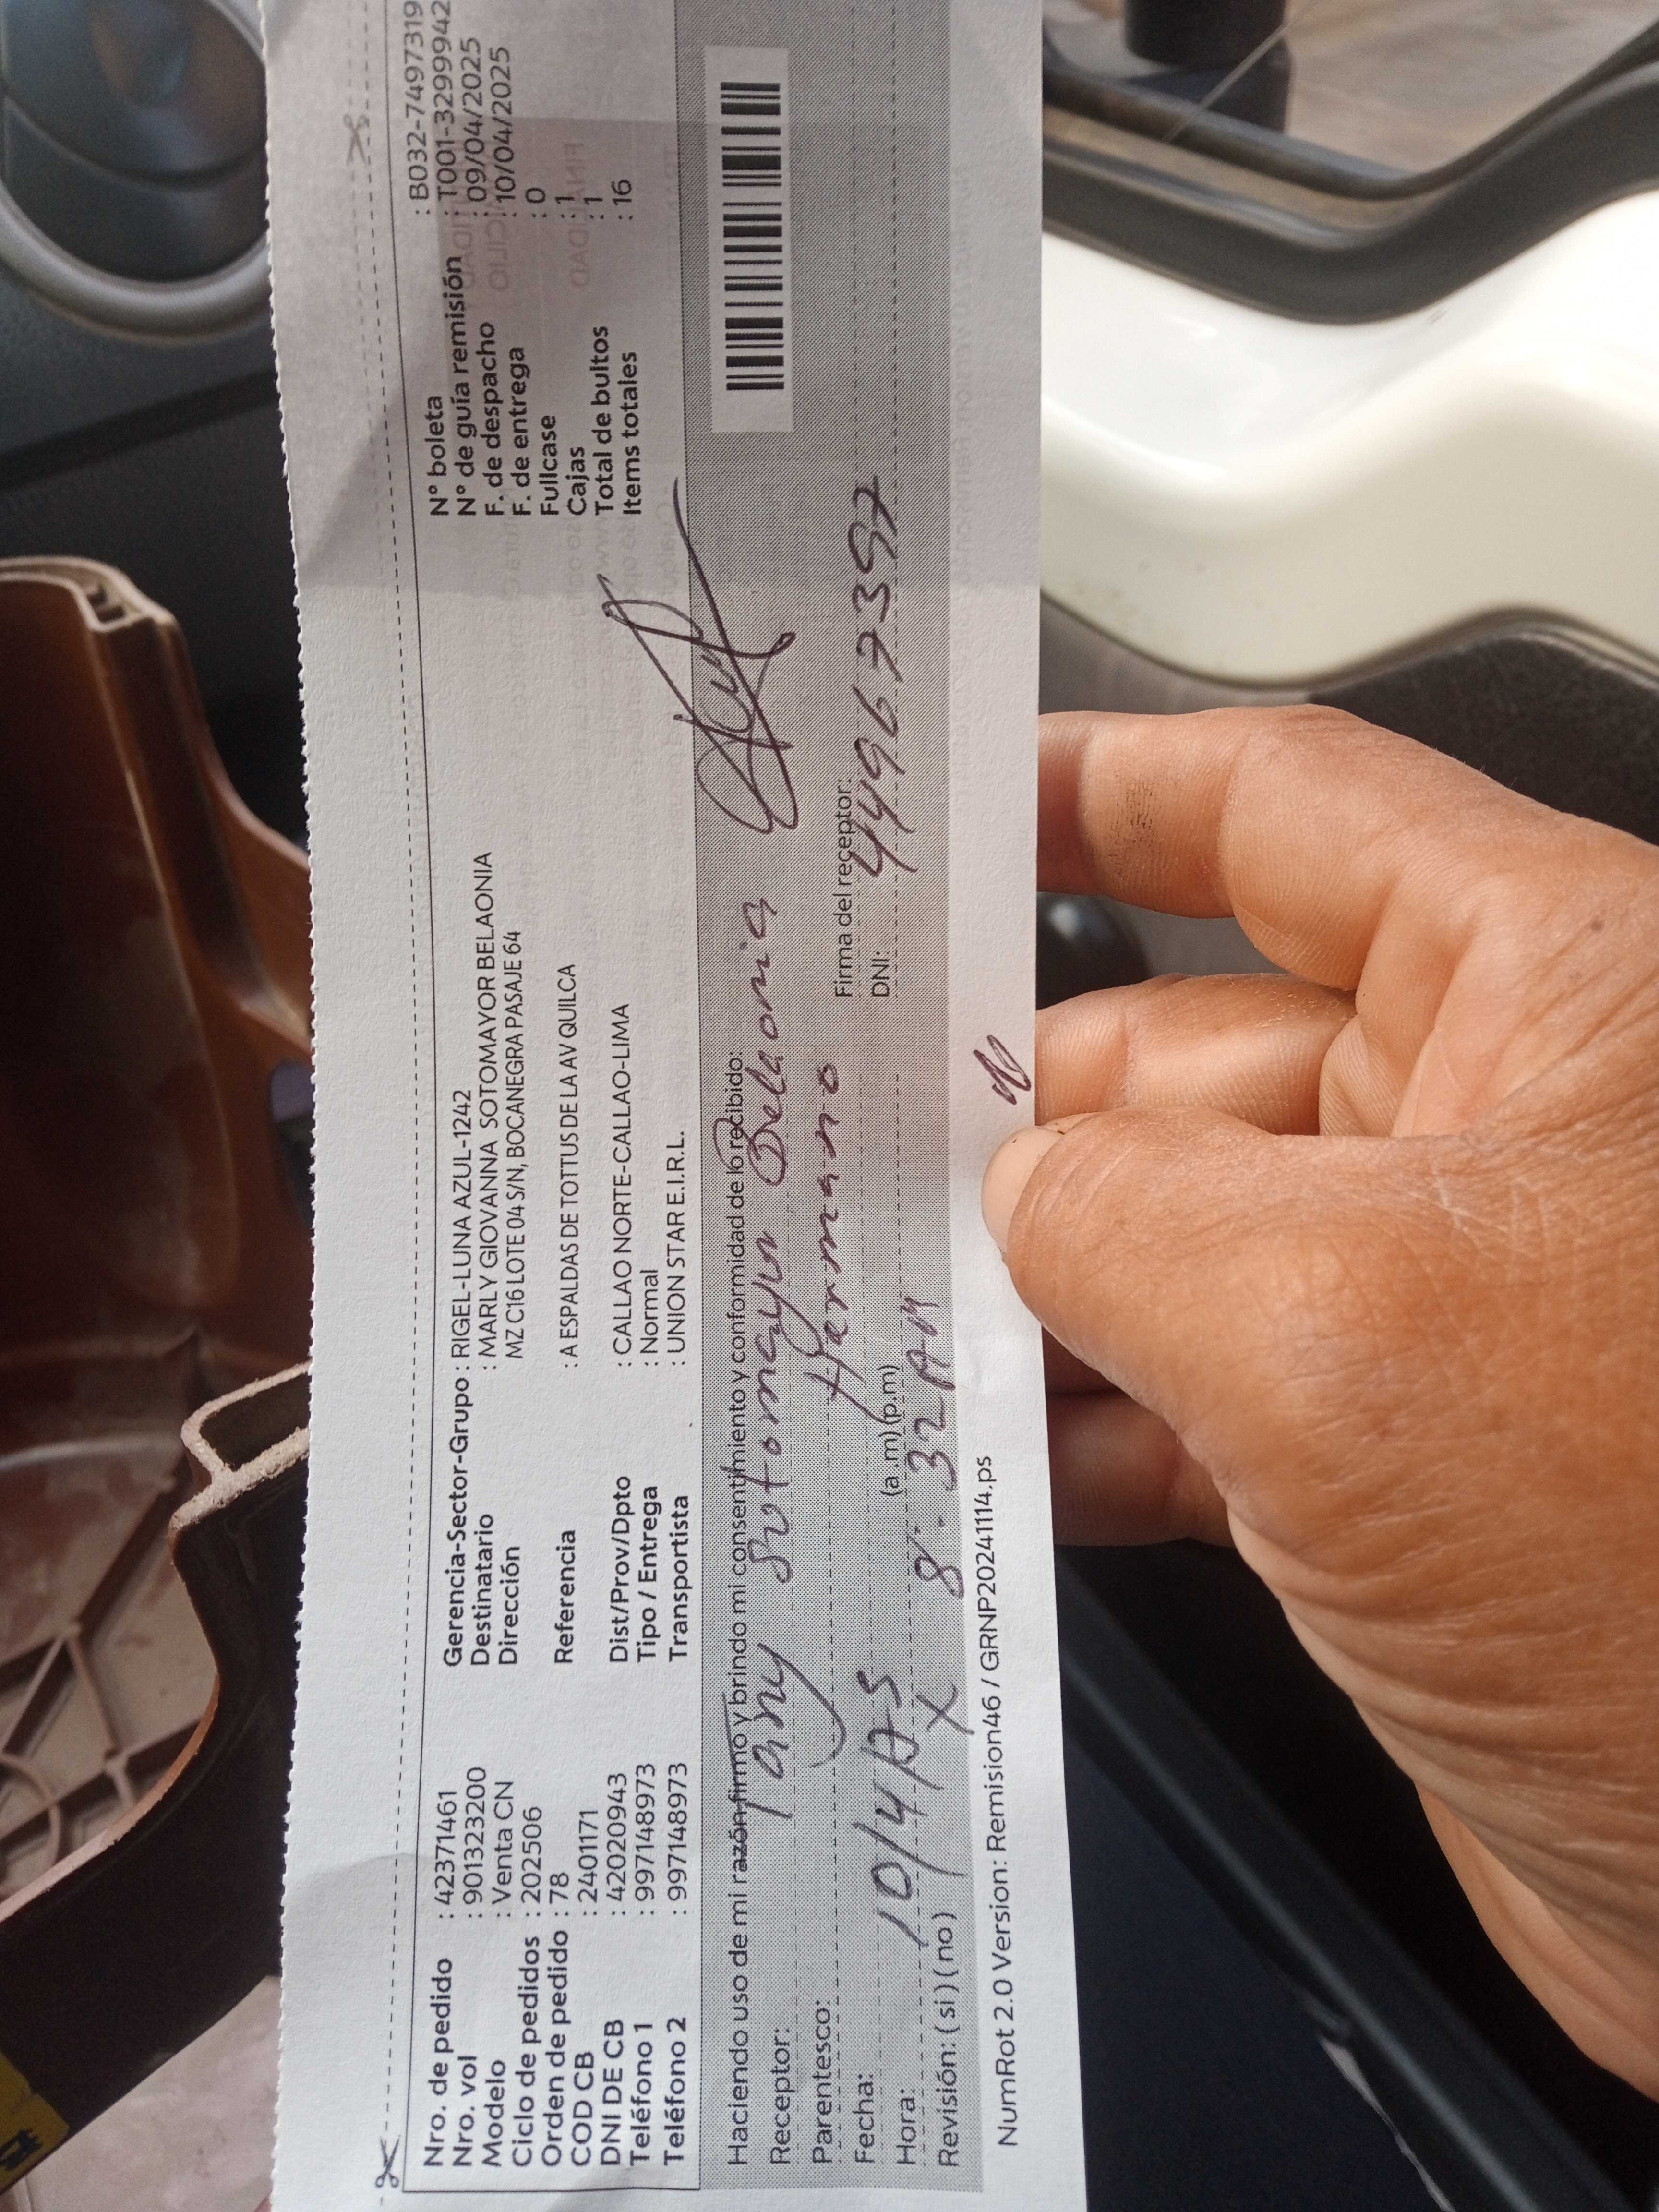 Nro. de pedido : 42371461
Nro. vol : 901323200
Modelo : Venta CN
Ciclo de pedidos : 202506
Orden de pedido : 78
COD CB : 2401171
DNI DE CB : 42020943
Teléfono 1 : 997148973
Teléfono 2 : 997148973
Gerencia-Sector-Grupo : RIGEL-LUNA AZUL-1242
Destinatario : MARLY GIOVANNA SOTOMAYOR BELAONIA
Dirección MZ C16 LOTE 04 S/N, BOCANEGRA PASAJE 64
Referencia : A ESPALDAS DE TOTTUS DE LA AV QUILCA
Dist/Prov/Dpto : CALLAO NORTE-CALLAO-LIMA
Tipo / Entrega : Normal
Transportista : UNION STAR E.I.R.L.
N° boleta : B032-7497319
N° de guía remisión : T001-3299942
F. de despacho : 09/04/2025
F. de entrega : 10/04/2025
Fullcase : 0
Cajas : 1
Total de bultos : 1
Items totales : 16
Haciendo uso de mi razón firmo y brindo mi consentimiento y conformidad de lo recibido:
Receptor: Sotomayor Belaonia
Parentesco: Hermano
Firma del receptor:
Fecha: 10/4/25
DNI: 44967397
Hora: 8:32 AM (a .m) (p.m)
Revisión: ( si ) ( no ) X
NumRot 2.0 Version: Remision46 / GRNP20241114.ps